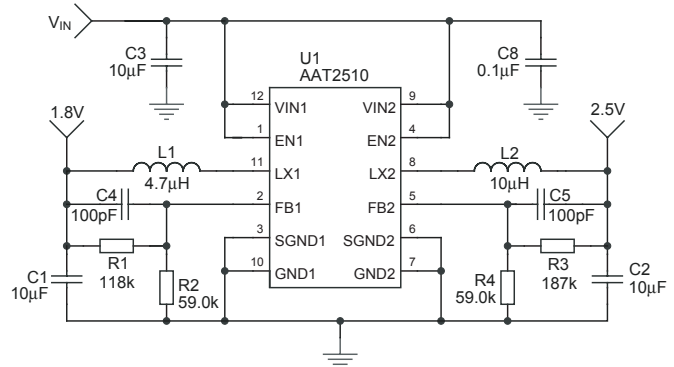 VIN
C3
10µF
U1
AAT2510
C8
0.1µF
1.8V
2.5V
12 VIN1 VIN2 9
1 EN1 EN2 4
11 LX1 LX2 8
2 FB1 FB2 5
3 SGND1 SGND2 6
10 GND1 GND2 7
L1
4.7µH
L2
10µH
C4
100pF
C5
100pF
R1
118k
R2
59.0k
R3
187k
R4
59.0k
C1
10µF
C2
10µF